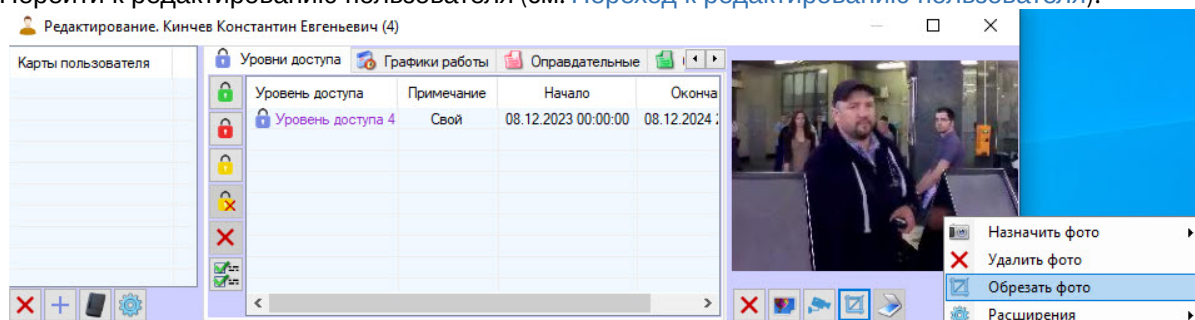 Перейти к редактированию пользователя (см. Переход к редактированию пользователя).
Редактирование. Кинчев Константин Евгеньевич (4)
Карты пользователя
Уровни доступа
Графики работы
Оправдательные
Уровень доступа
Примечание
Начало
Оконча
Уровень доступа 4
Свой
08.12.2023 00:00:00
08.12.2024
Назначить фото
Удалить фото
Обрезать фото
Расширения